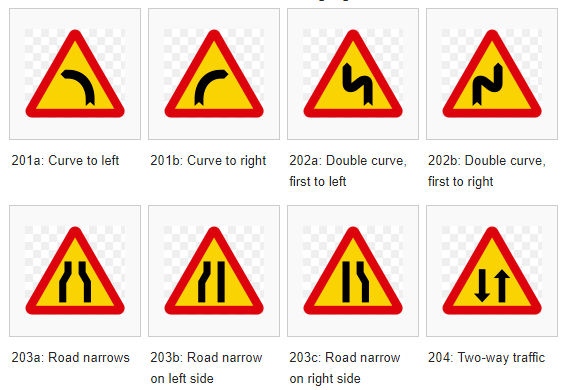 201a: Curve to left
201b: Curve to right
202a: Double curve,
first to left
202b: Double curve,
first to right
203a: Road narrows
203b: Road narrow
on left side
203c: Road narrow
on right side
204: Two-way traffic